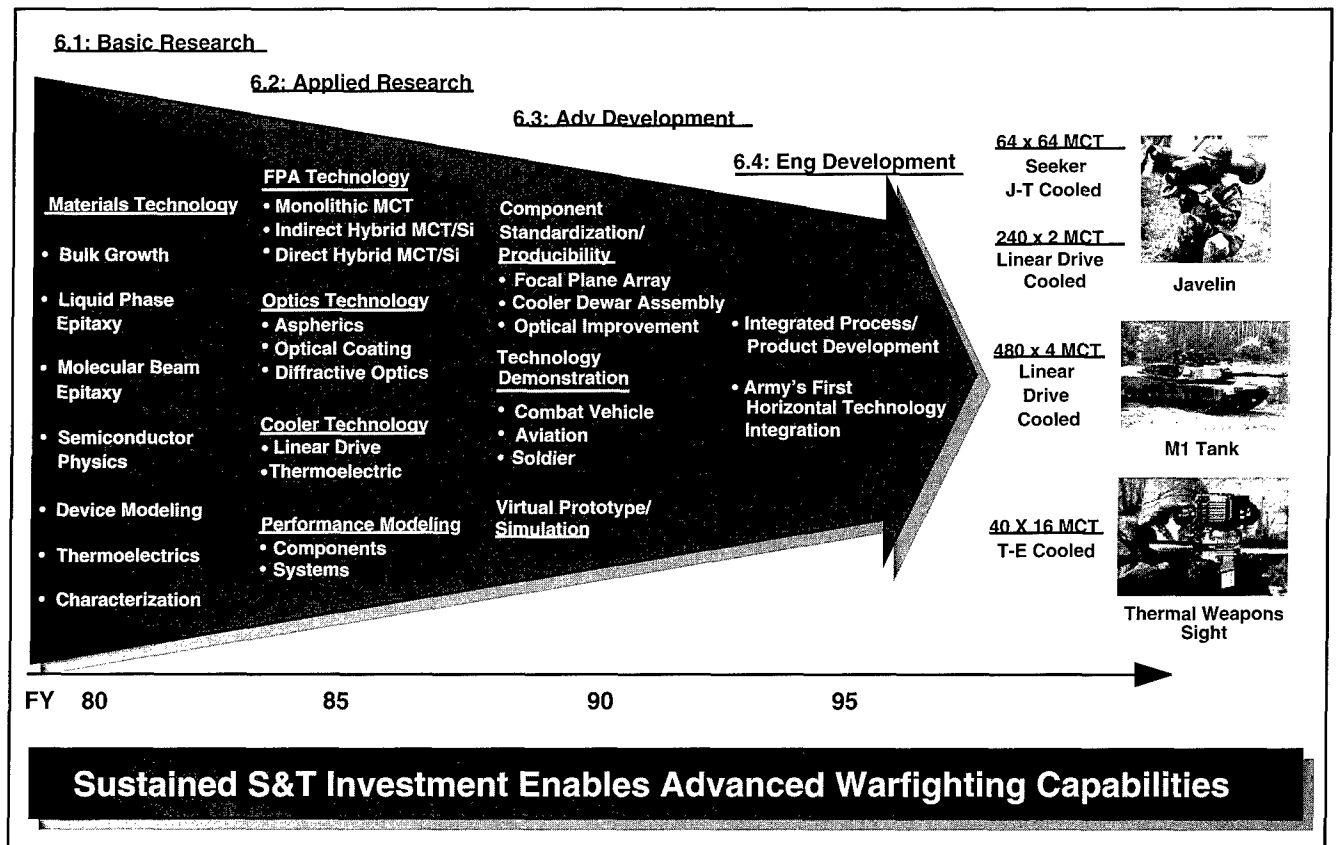 6.1: Basic Research
6.2: Applied Research
6.3: Adv Development
6.4: Eng Development
Materials Technology
• Bulk Growth
• Liquid Phase
Epitaxy
• Molecular Beam
Epitaxy
• Semiconductor
Physics
• Device Modeling
• Thermoelectrics
• Characterization
FPA Technology
• Monolithic MCT
• Indirect Hybrid MCT/Si
• Direct Hybrid MCT/Si
Optics Technology
• Aspherics
• Optical Coating
• Diffractive Optics
Cooler Technology
• Linear Drive
•Thermoelectric
Performance Modeling
• Components
• Systems
Component
Standardization/
Producibility
• Focal Plane Array
• Cooler Dewar Assembly
• Optical Improvement
Technology
Demonstration
• Combat Vehicle
• Aviation
• Soldier
Virtual Prototype/
Simulation
• Integrated Process/
Product Development
• Army's First
Horizontal Technology
Integration
64 x 64 MCT
Seeker
J-T Cooled
240 x 2 MCT
Linear Drive
Cooled
Javelin
480 x 4 MCT
Linear
Drive
Cooled
M1 Tank
40 X 16 MCT
T-E Cooled
Thermal Weapons
Sight
FY 80 85 90 95
Sustained S&T Investment Enables Advanced Warfighting Capabilities